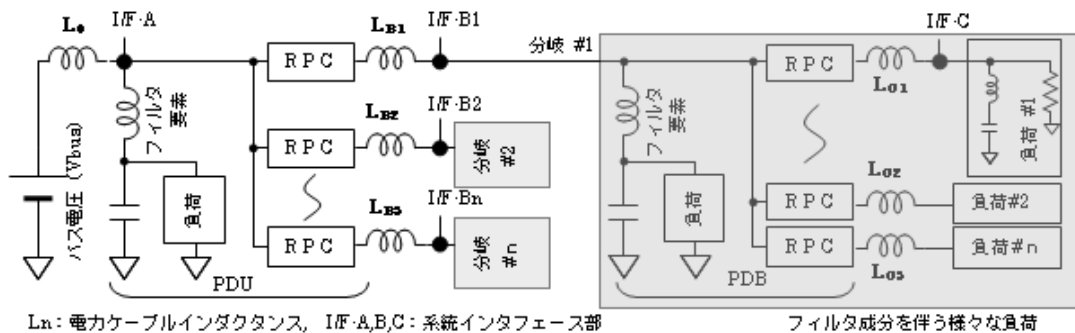 L₀
I/F·A
L_B1
I/F·B1
分岐 #1
I/F·C
RPC
RPC
L_O1
フィルタ
要素
L_B2
I/F·B2
フィルタ
要素
負荷 #1
RPC
分岐
#2
バス電圧 (Vbus)
負荷
I/F·Bn
負荷
L_O2
RPC
負荷#2
L_B3
RPC
分岐
#n
RPC
負荷#n
L_O3
PDU
PDB
Ln：電力ケーブルインダクタンス, I/F·A,B,C：系統インタフェース部
フィルタ成分を伴う様々な負荷